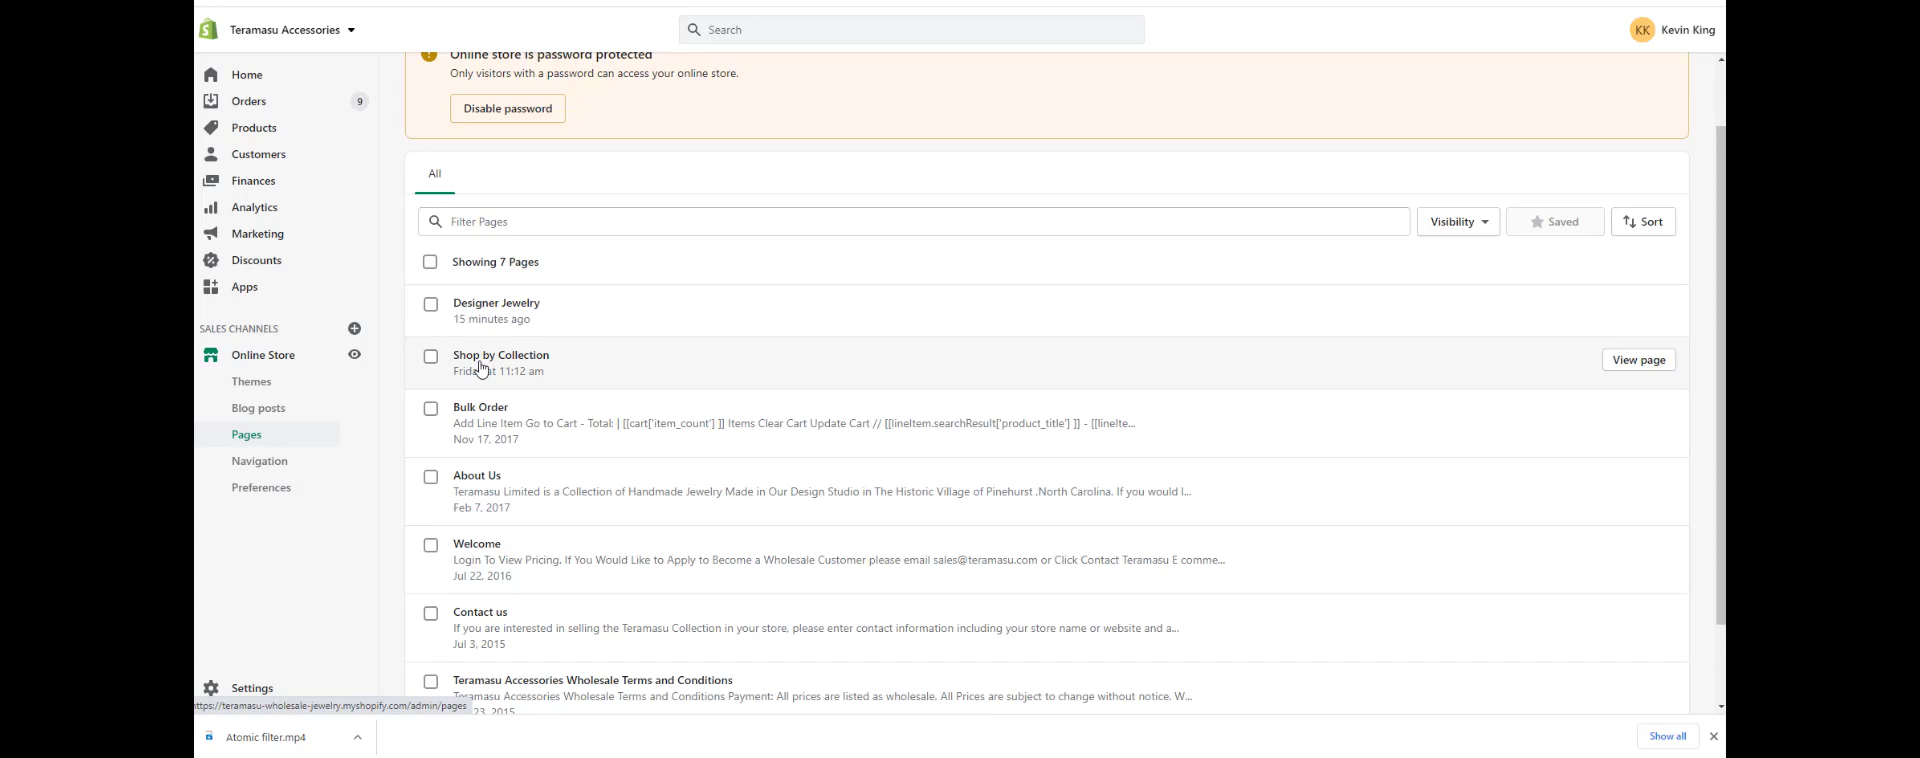 Teramasu Accessories
Search
KK Kevin King
Home
Orders 9
Products
Customers
Finances
Analytics
Marketing
Discounts
Apps
SALES CHANNELS
Online Store
Themes
Blog posts
Pages
Navigation
Preferences
Settings
Online store is password protected
Only visitors with a password can access your online store.
Disable password
All
Filter Pages
Visibility
Saved
Sort
Showing 7 Pages
Designer Jewelry
15 minutes ago
Shop by Collection
at 11:12 am
View page
Bulk Order
Add Line Item Go to Cart - Total: | [[cart['item_count'] ]] Items Clear Cart Update Cart // [[lineItem.searchResult['product_title'] ]] - [[lineIte...
Nov 17, 2017
About Us
Teramasu Limited is a Collection of Handmade Jewelry Made in Our Design Studio in The Historic Village of Pinehurst .North Carolina. If you would l...
Feb 7, 2017
Welcome
Login To View Pricing. If You Would Like to Apply to Become a Wholesale Customer please email sales@teramasu.com or Click Contact Teramasu E comme...
Jul 22, 2016
Contact us
If you are interested in selling the Teramasu Collection in your store, please enter contact information including your store name or website and a...
Jul 3, 2015
Teramasu Accessories Wholesale Terms and Conditions
Teramasu Accessories Wholesale Terms and Conditions Payment: All prices are listed as wholesale. All Prices are subject to change without notice. W...
23, 2015
https://teramasu-wholesale-jewelry.myshopify.com/admin/pages
Atomic filter.mp4
Show all